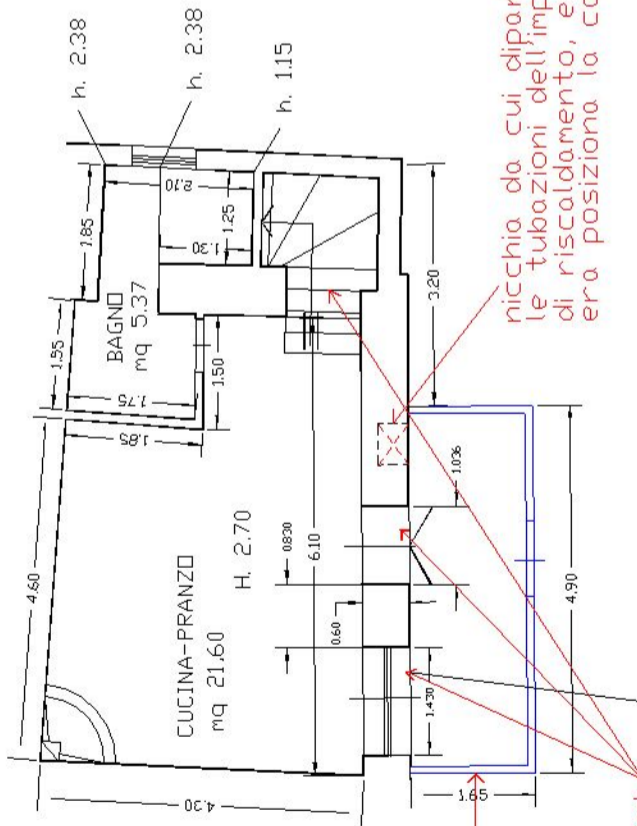 h. 2.38
h. 2.38
h. 1.15
1.85
2.10
1.30
1.25
1.95
BAGNO
mq 5.37
1.75
1.85
1.50
4.60
CUCINA-PRANZO
mq 21.60
H. 2.70
4.30
6.10
0.830
0.60
1.430
1.036
3.20
4.90
1.65
nicchia da cui dipar
le tubazioni dell'imp
di riscaldamento, e
era posiziona la ca